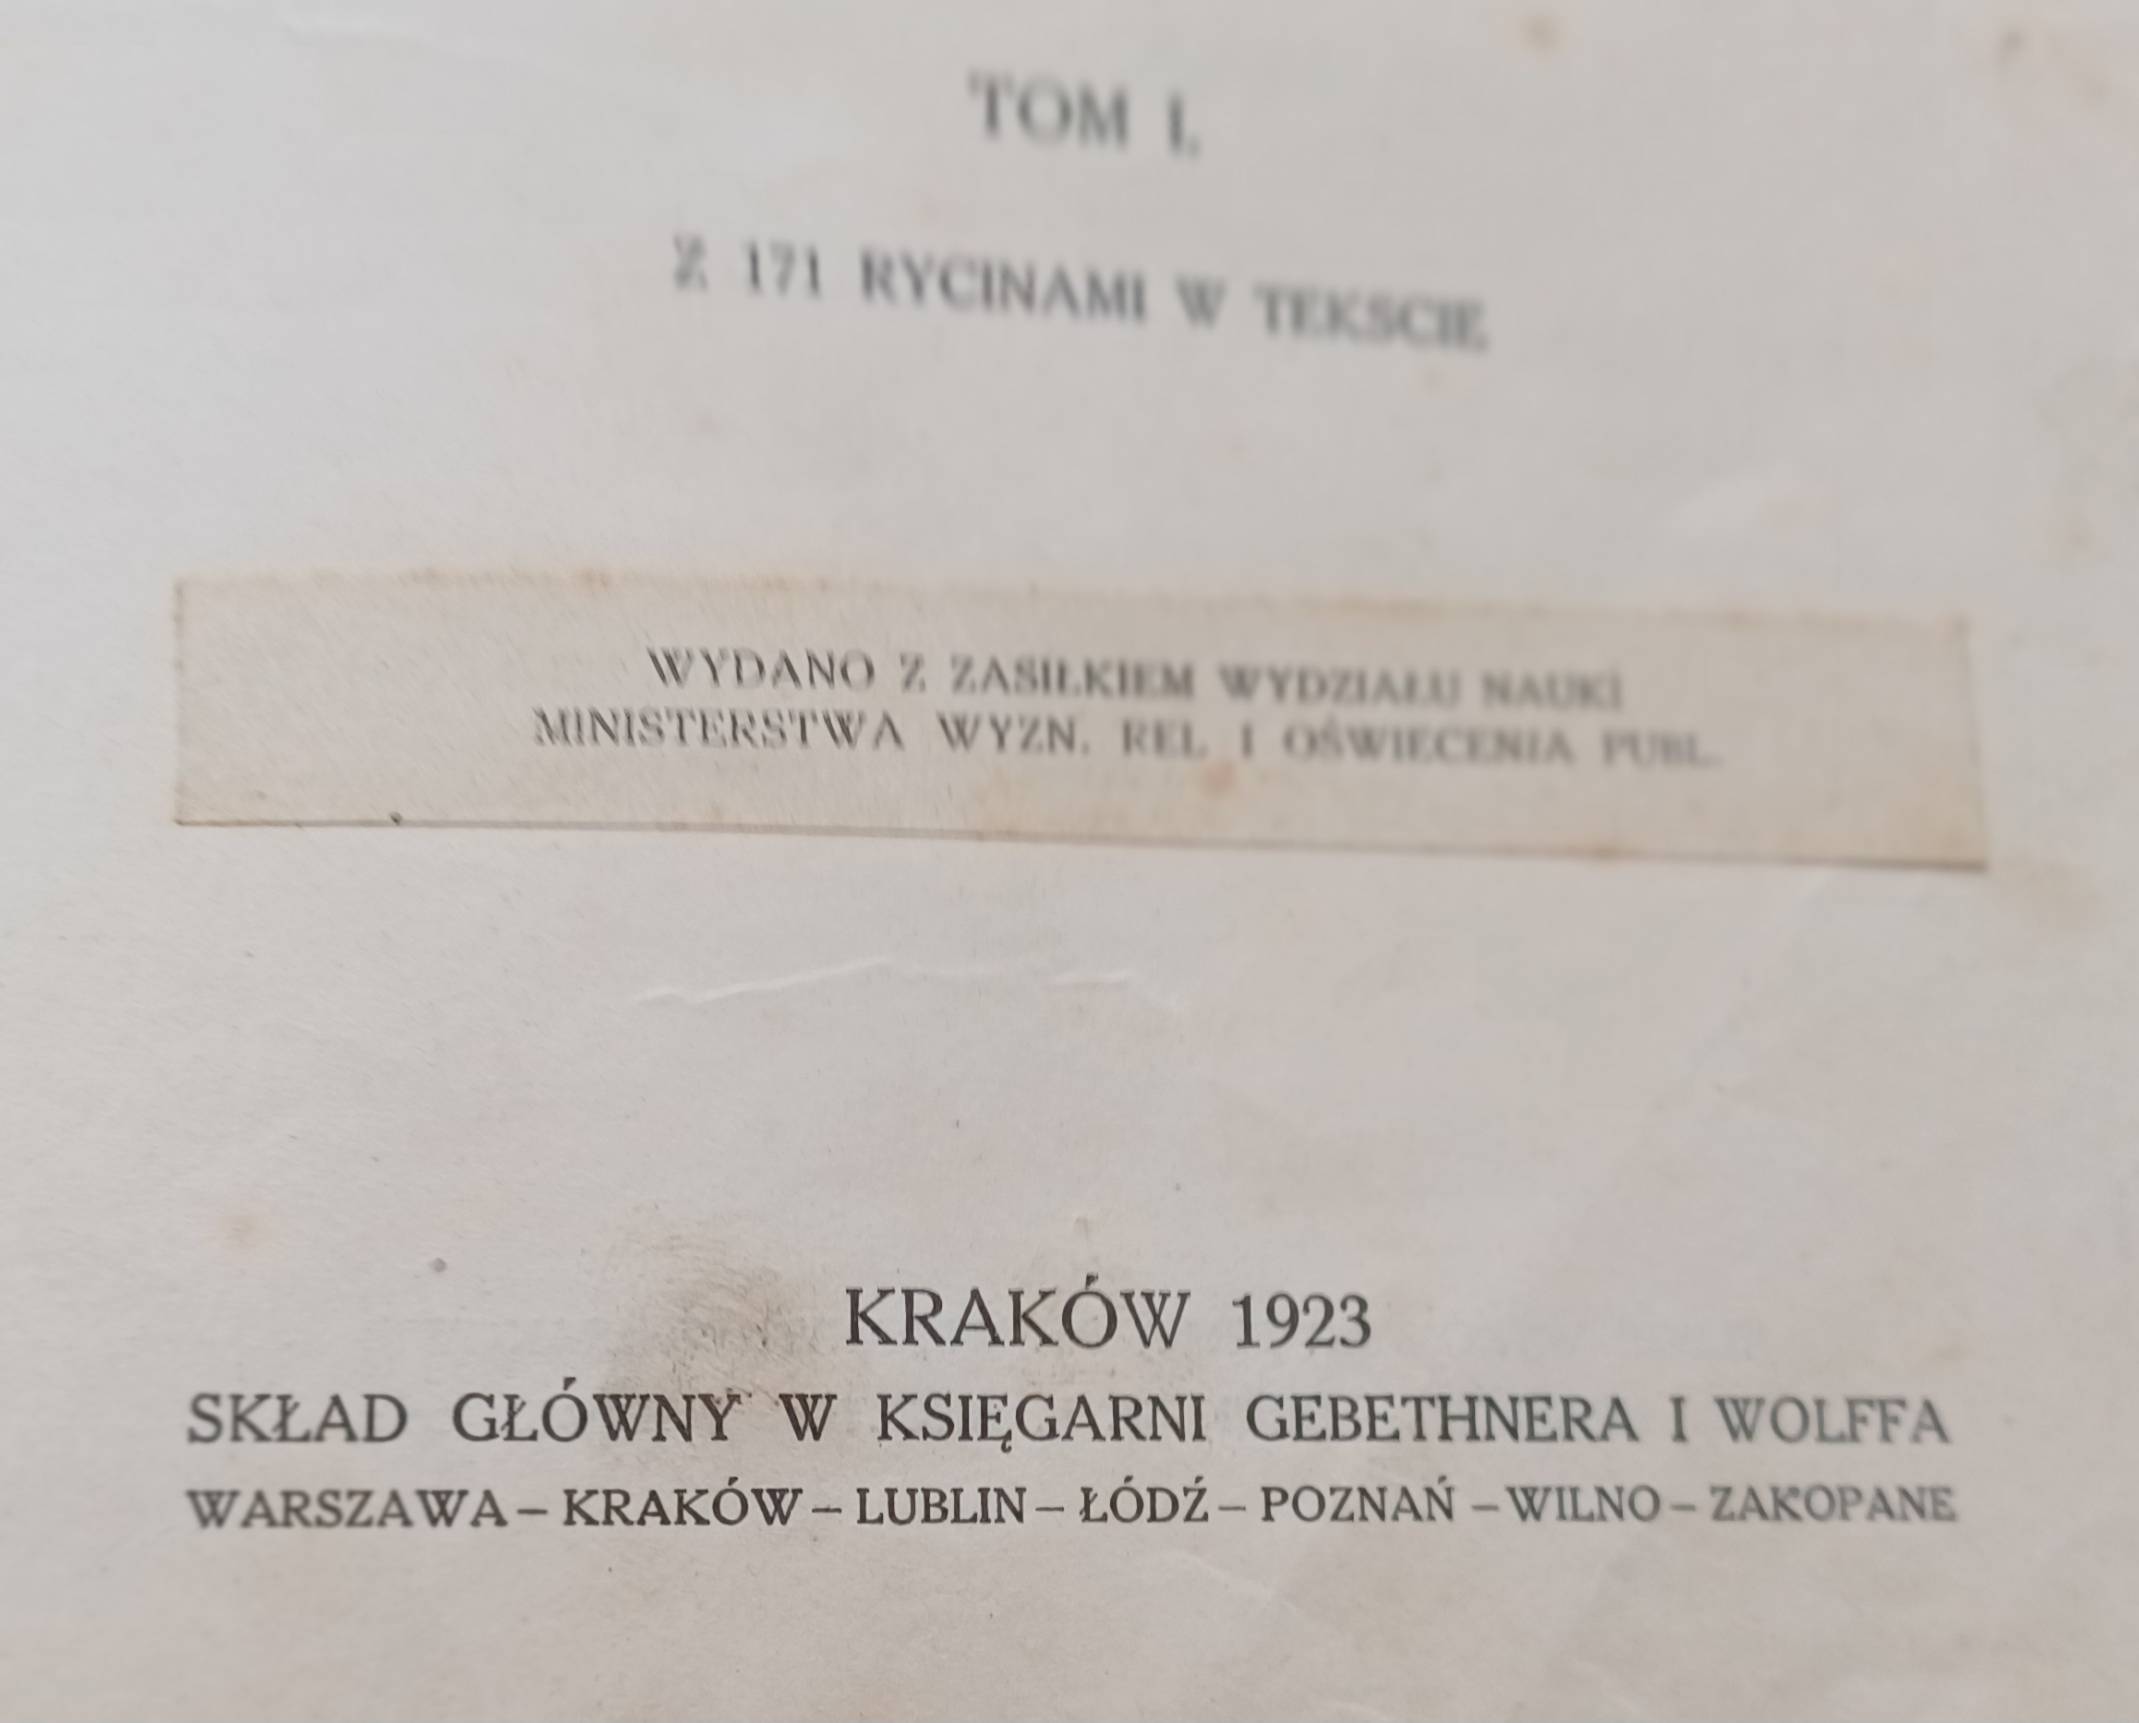 TOM I.
Z 171 RYCINAMI W TEKSCIE
WYDANO Z ZASIŁKIEM WYDZIAŁU NAUKI
MINISTERSTWA WYZN. REL. I OŚWIECENIA PUBL.
KRAKÓW 1923
SKŁAD GŁÓWNY W KSIĘGARNI GEBETHNERA I WOLFFA
WARSZAWA – KRAKÓW – LUBLIN – ŁÓDŹ – POZNAŃ – WILNO – ZAKOPANE